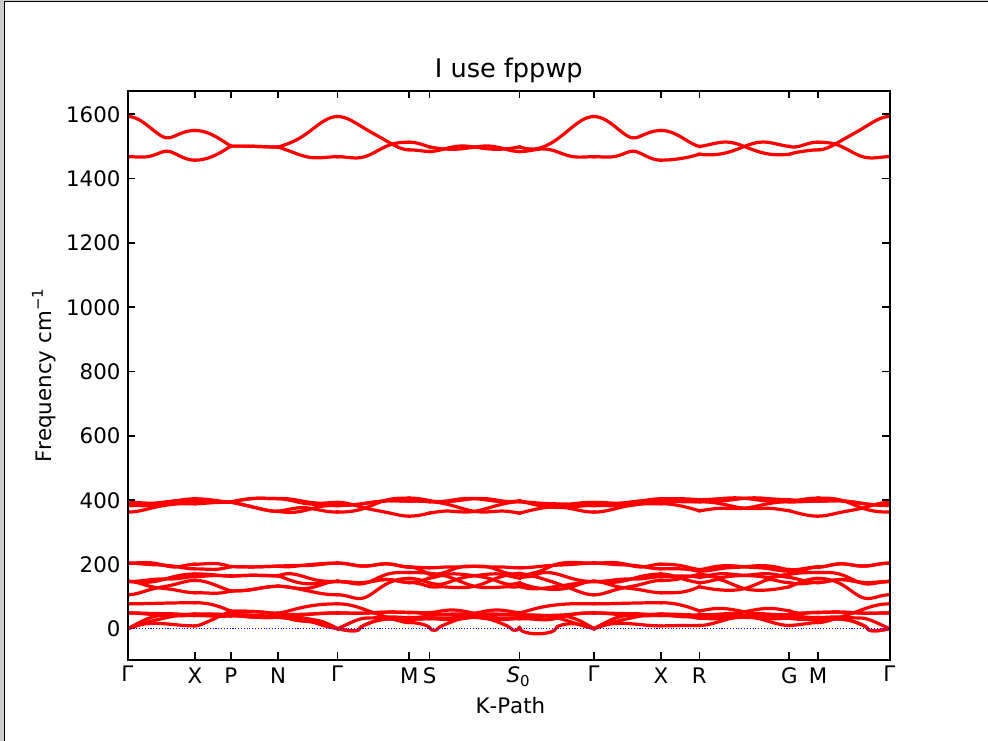 I use fppwp
Frequency cm⁻¹
1600
1400
1200
1000
800
600
400
200
0
Γ X P N Γ M S S₀ Γ X R G M Γ
K-Path